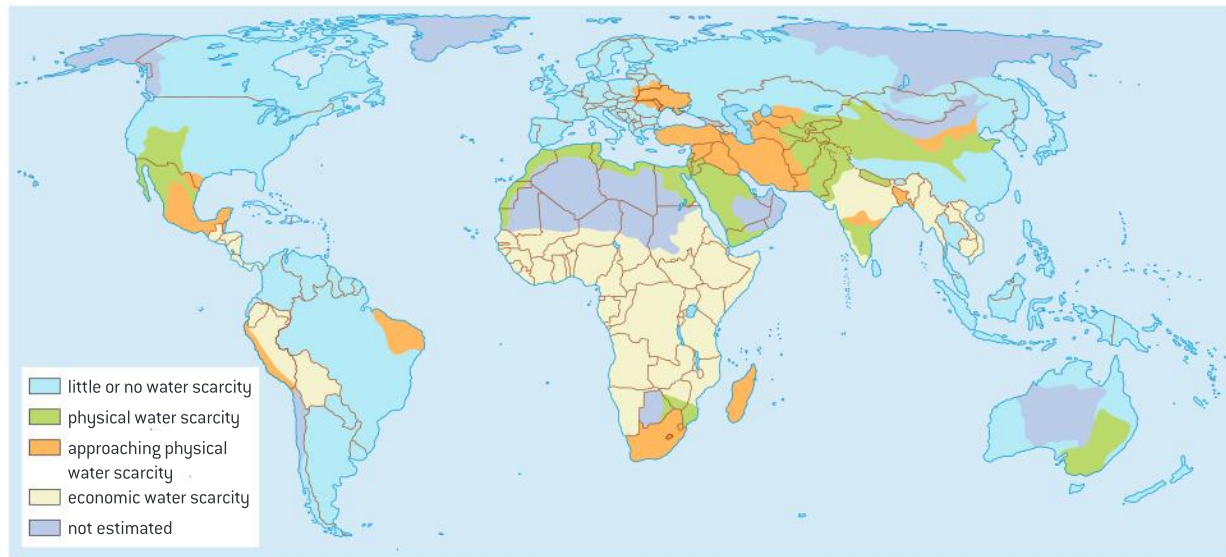 little or no water scarcity
physical water scarcity
approaching physical
water scarcity
economic water scarcity
not estimated